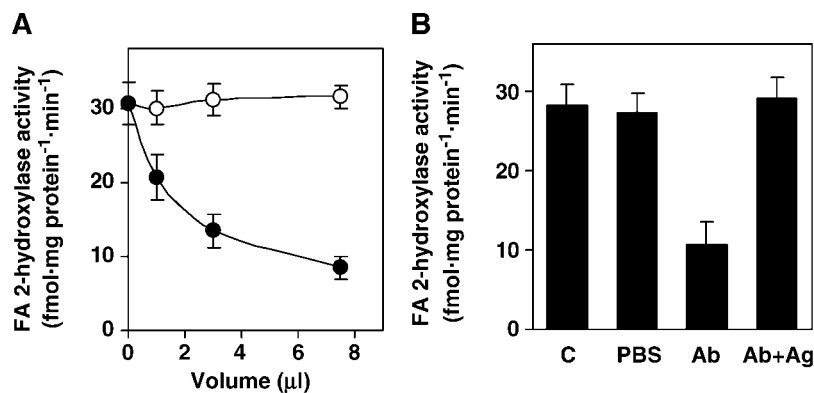 A
FA 2-hydroxylase activity
(fmol·mg protein⁻¹·min⁻¹)
30
20
10
0
0 2 4 6 8
Volume (µl)
B
FA 2-hydroxylase activity
(fmol·mg protein⁻¹·min⁻¹)
30
20
10
0
C PBS Ab Ab+Ag